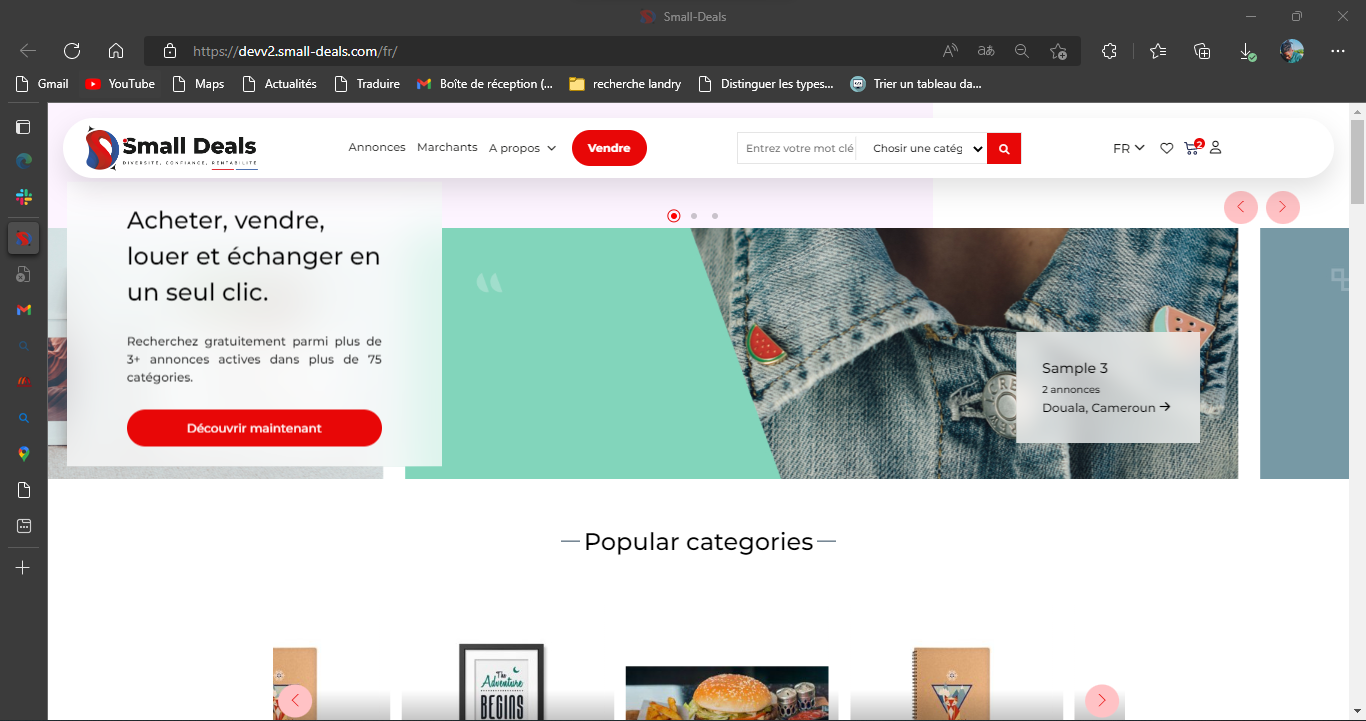 Small-Deals
https://devv2.small-deals.com/fr/
Gmail
YouTube
Maps
Actualités
Traduire
Boîte de réception (...
recherche landry
Distinguer les types...
Trier un tableau da...
Small Deals
DIVERSITÉ, CONFIANCE, RENTABILITÉ
Annonces
Marchants
A propos
Vendre
Entrez votre mot clé
Chosir une catég
FR
2
Acheter, vendre,
louer et échanger en
un seul clic.
Recherchez gratuitement parmi plus de
3+ annonces actives dans plus de 75
catégories.
Découvrir maintenant
Sample 3
2 annonces
Douala, Cameroun
Popular categories
The
Adventure
BEGINS